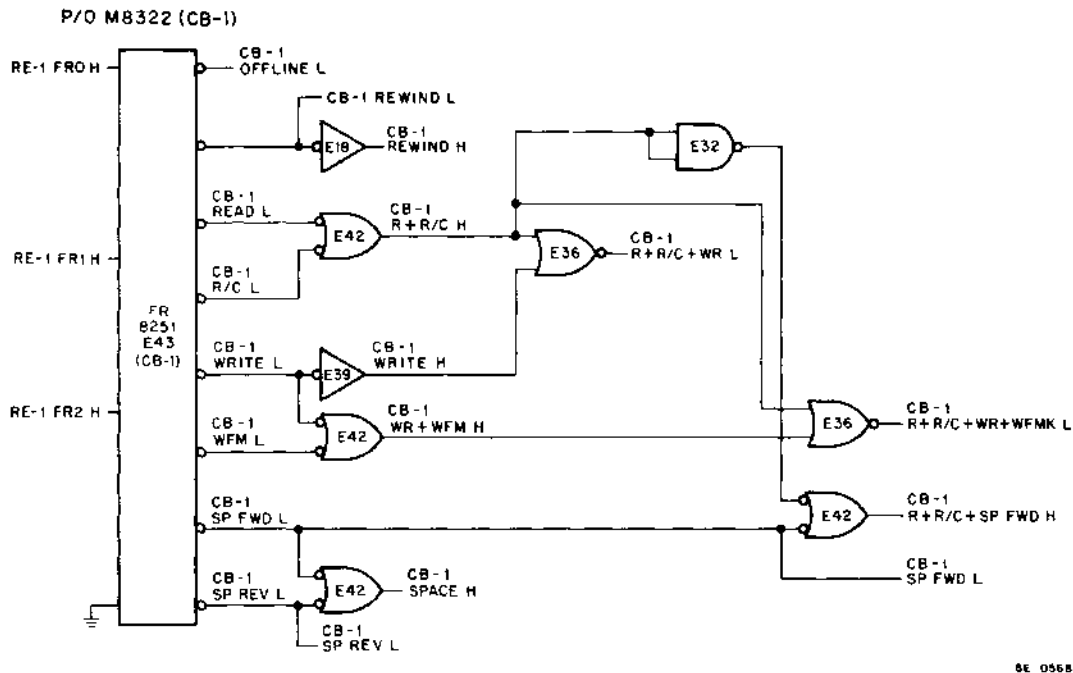 P/O M8322 (CB-1)
RE-1 FR0 H
CB-1
OFFLINE L
CB-1 REWIND L
E18
CB-1
REWIND H
E32
CB-1
READ L
E42
CB-1
R+R/C H
E36
CB-1
R+R/C+WR L
RE-1 FR1 H
CB-1
R/C L
FR
8251
E43
(CB-1)
CB-1
WRITE L
E39
CB-1
WRITE H
RE-1 FR2 H
CB-1
WFM L
E42
CB-1
WR+WFM H
E36
CB-1
R+R/C+WR+WFMK L
CB-1
SP FWD L
E42
CB-1
R+R/C+SP FWD H
CB-1
SP FWD L
CB-1
SP REV L
E42
CB-1
SPACE H
CB-1
SP REV L
8E 0568